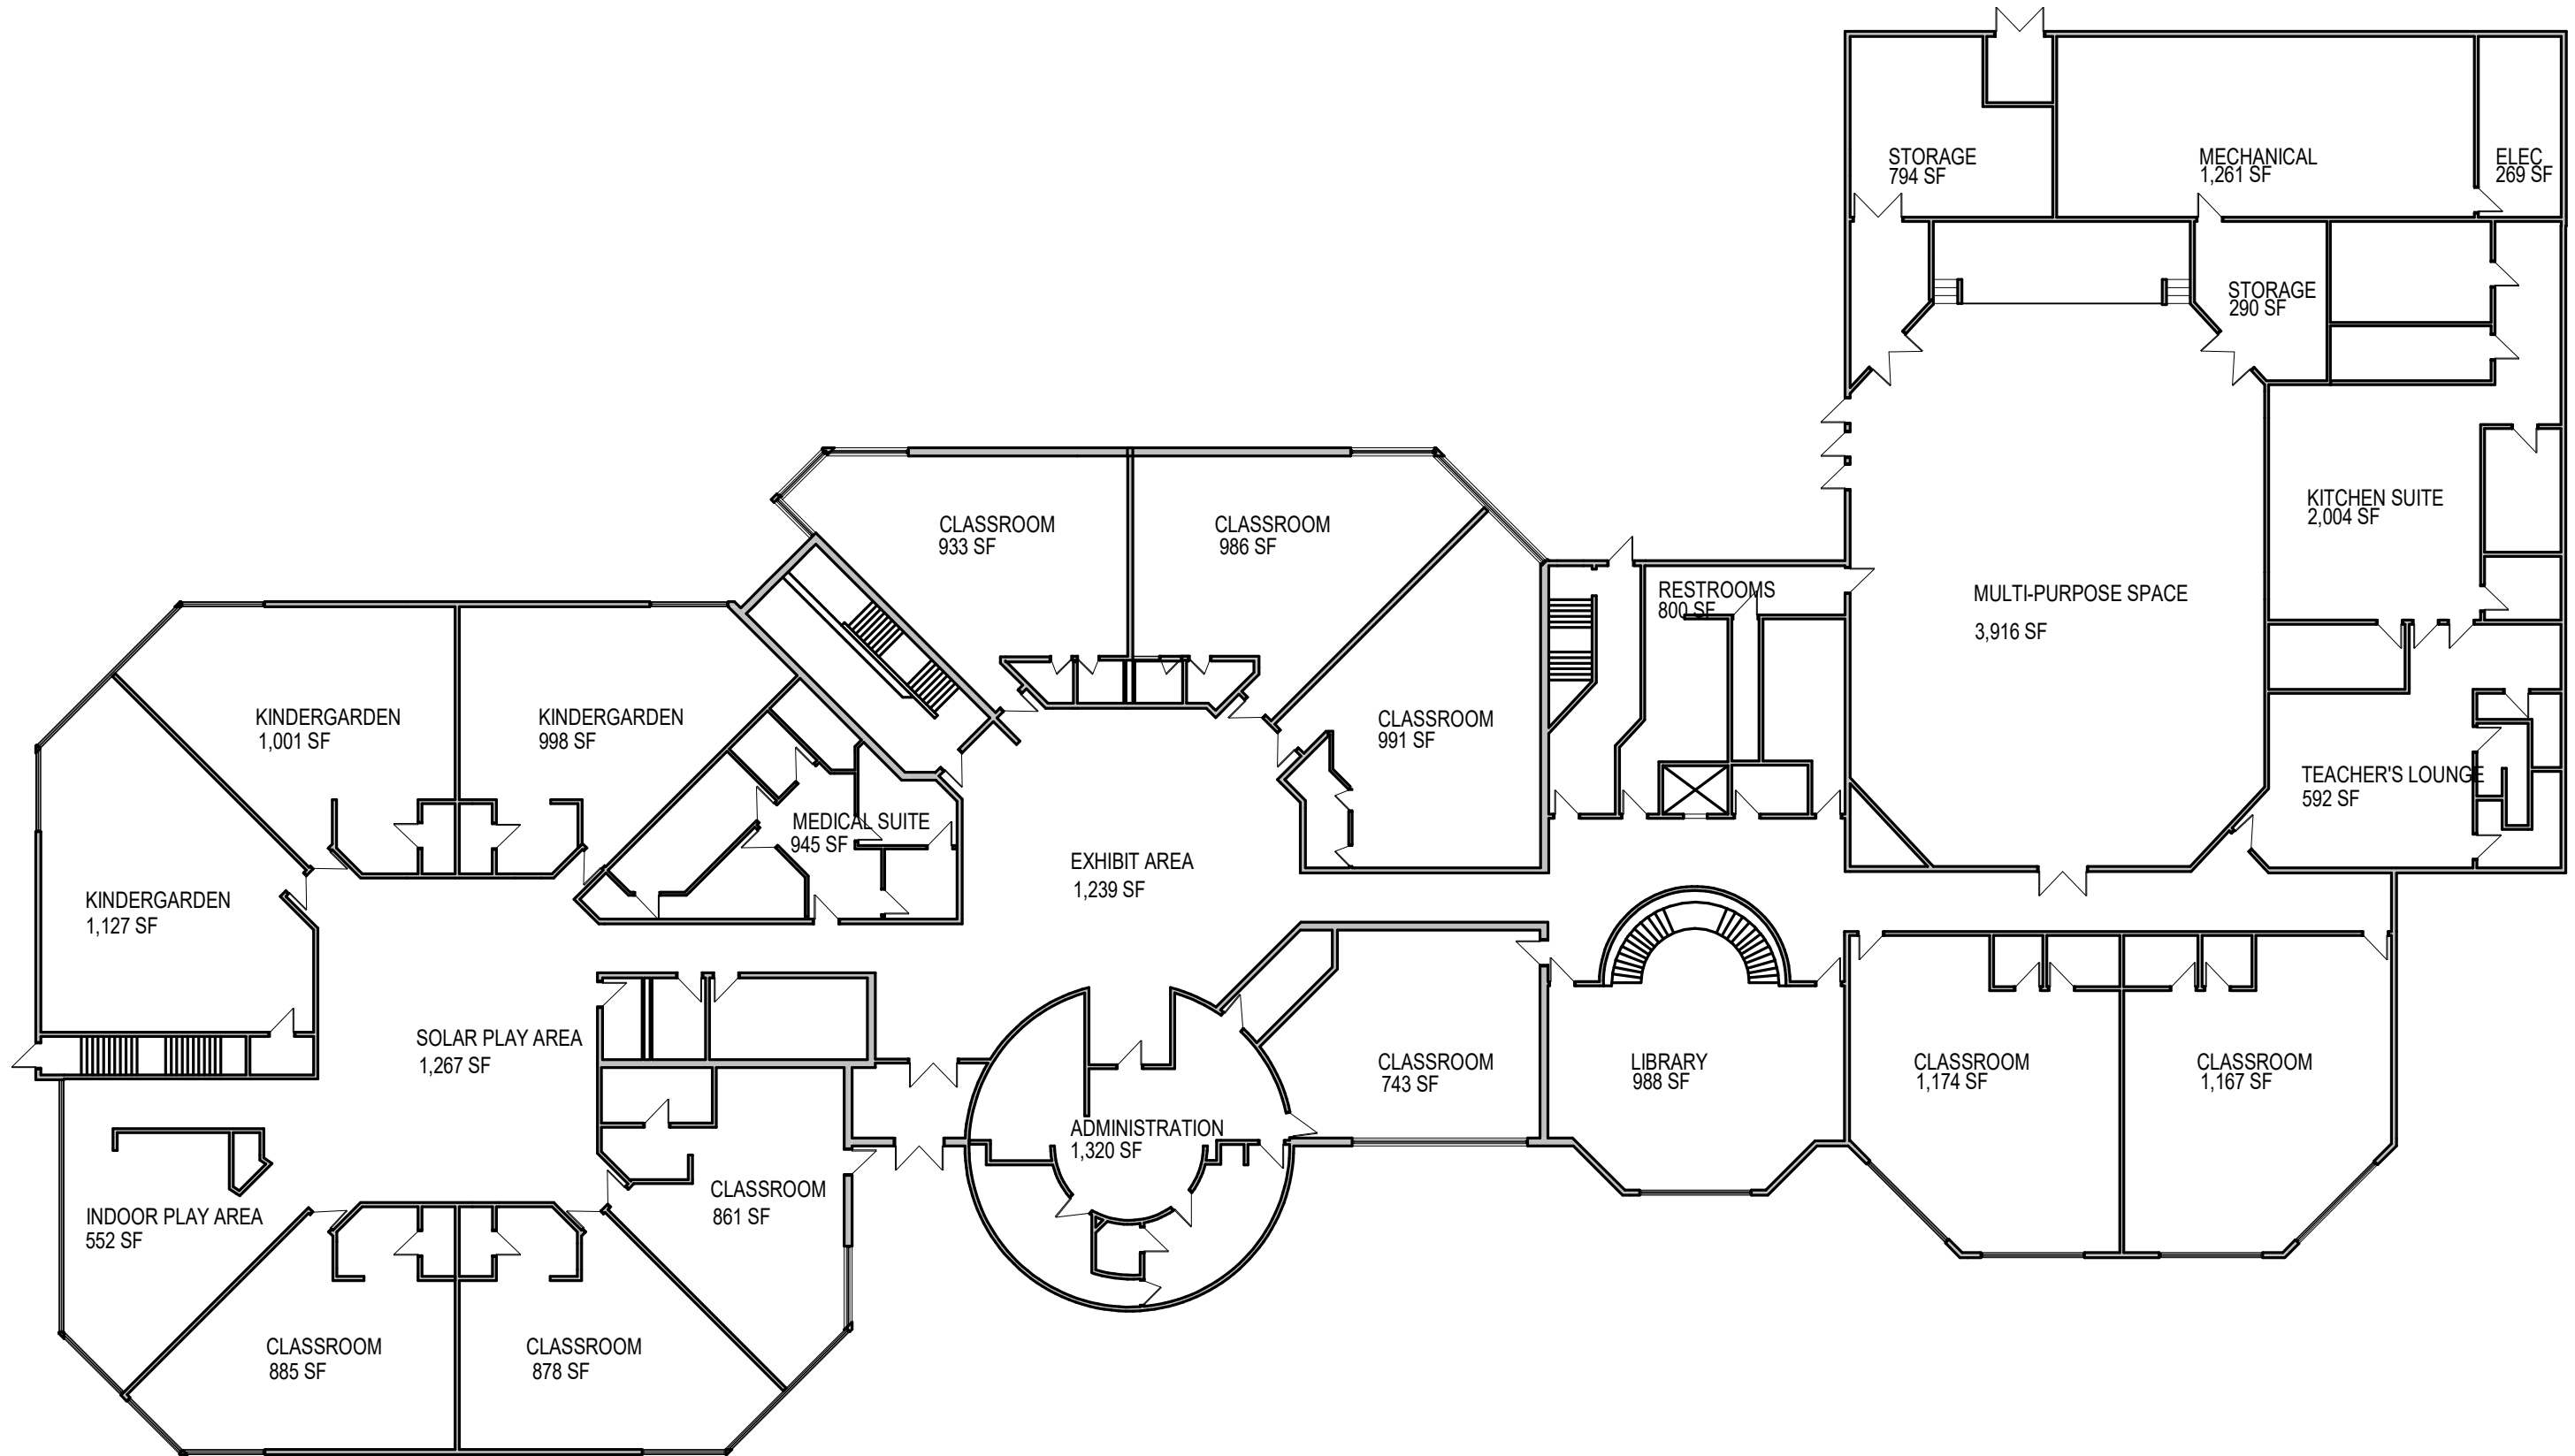 STORAGE
794 SF
MECHANICAL
1,261 SF
ELEC
269 SF
STORAGE
290 SF
KITCHEN SUITE
2,004 SF
CLASSROOM
933 SF
CLASSROOM
986 SF
RESTROOMS
800 SF
MULTI-PURPOSE SPACE
3,916 SF
KINDERGARDEN
1,001 SF
KINDERGARDEN
998 SF
CLASSROOM
991 SF
TEACHER'S LOUNGE
592 SF
MEDICAL SUITE
945 SF
EXHIBIT AREA
1,239 SF
KINDERGARDEN
1,127 SF
SOLAR PLAY AREA
1,267 SF
CLASSROOM
743 SF
LIBRARY
988 SF
CLASSROOM
1,174 SF
CLASSROOM
1,167 SF
ADMINISTRATION
1,320 SF
CLASSROOM
861 SF
INDOOR PLAY AREA
552 SF
CLASSROOM
885 SF
CLASSROOM
878 SF